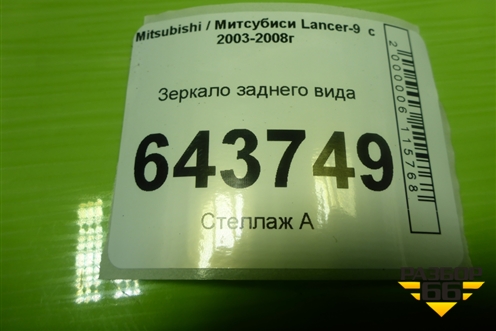 Mitsubishi / Митсубиси Lancer-9 с
2003-2008г
Зеркало заднего вида
643749
Стеллаж А
2000006115768
РАЗБОР
66